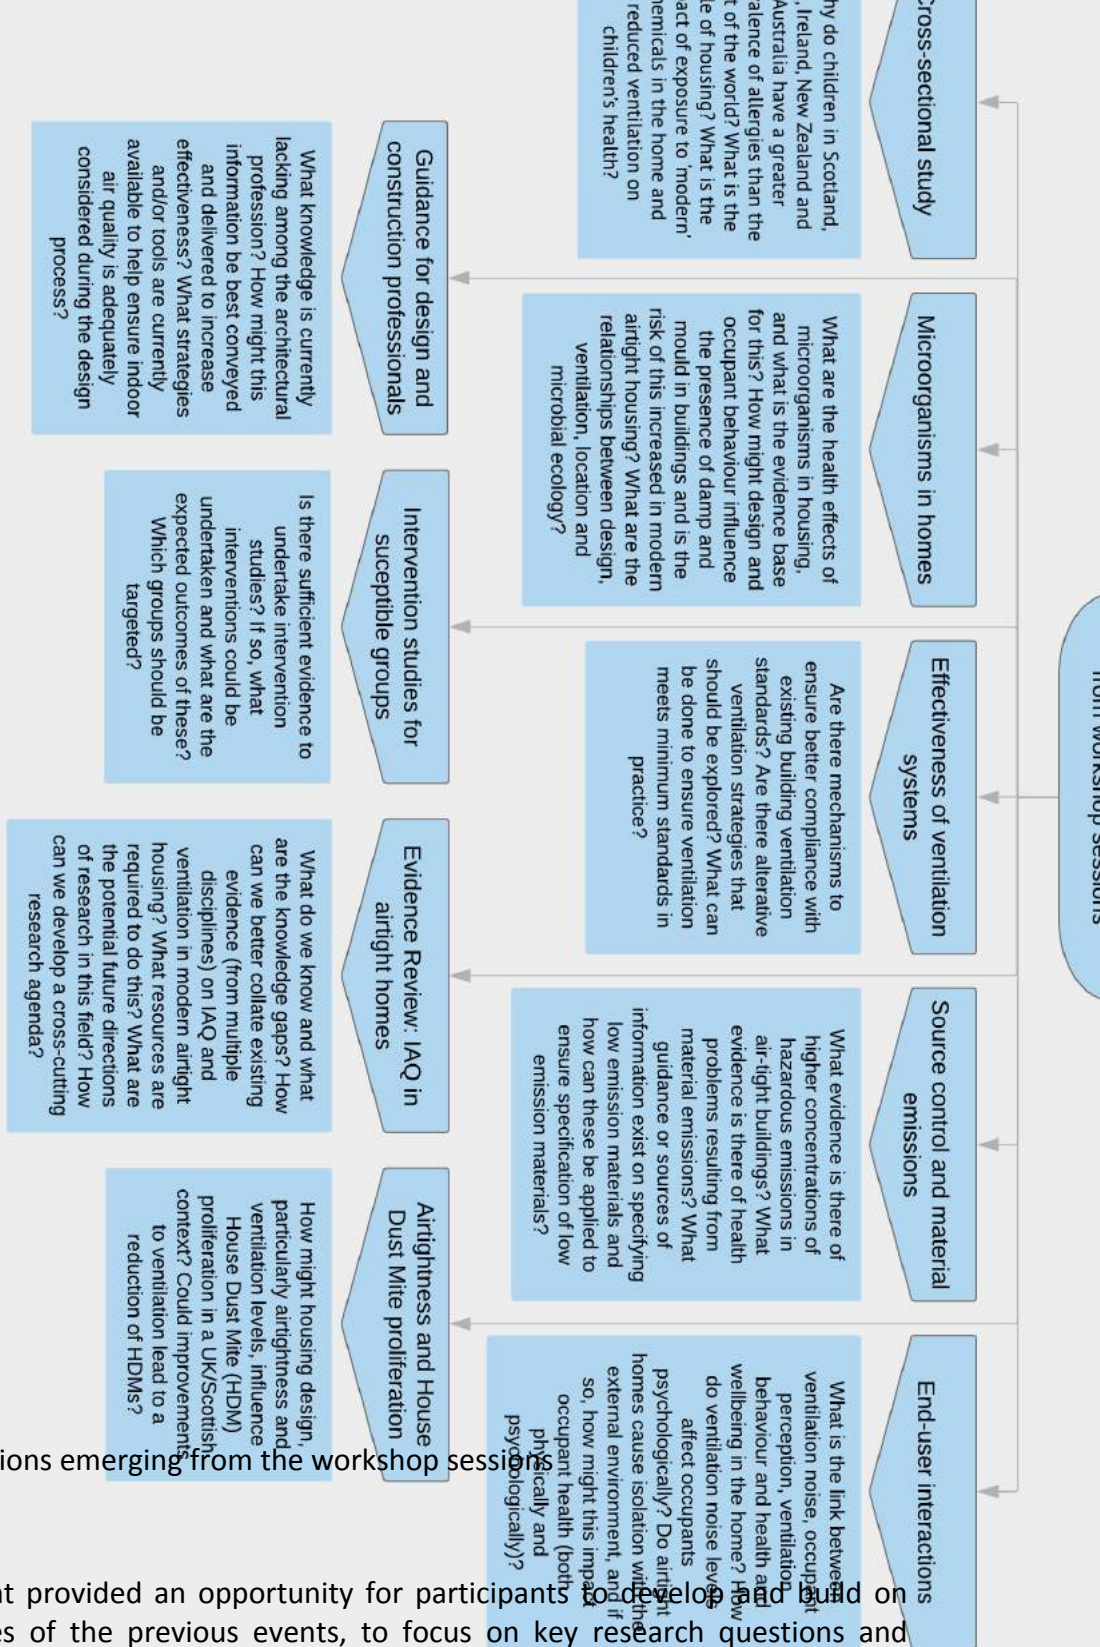 from workshop sessions
Cross-sectional study
hy do children in Scotland,
, Ireland, New Zealand and
Australia have a greater
alence of allergies than the
t of the world? What is the
le of housing? What is the
act of exposure to 'modern'
emicals in the home and
reduced ventilation on
children's health?
Microorganisms in homes
What are the health effects of
microorganisms in housing,
and what is the evidence base
for this? How might design and
occupant behaviour influence
the presence of damp and
mould in buildings and is the
risk of this increased in modern
airtight housing? What are the
relationships between design,
ventilation, location and
microbial ecology?
Effectiveness of ventilation
systems
Are there mechanisms to
ensure better compliance with
existing building ventilation
standards? Are there alterative
ventilation strategies that
should be explored? What can
be done to ensure ventilation
meets minimum standards in
practice?
Source control and material
emissions
What evidence is there of
higher concentrations of
hazardous emissions in
air-tight buildings? What
evidence is there of health
problems resulting from
material emissions? What
guidance or sources of
information exist on specifying
low emission materials and
how can these be applied to
ensure specification of low
emission materials?
End-user interactions
What is the link between
ventilation noise, occupant
perception, ventilation
behaviour and health and
wellbeing in the home? How
do ventilation noise levels
affect occupants
psychologically? Do airtight
homes cause isolation with the
external environment, and if
so, how might this impact
occupant health (both
physically and
psychologically)?
Guidance for design and
construction professionals
What knowledge is currently
lacking among the architectural
profession? How might this
information be best conveyed
and delivered to increase
effectiveness? What strategies
and/or tools are currently
available to help ensure indoor
air quality is adequately
considered during the design
process?
Intervention studies for
suceptible groups
Is there sufficient evidence to
undertake intervention
studies? If so, what
interventions could be
undertaken and what are the
expected outcomes of these?
Which groups should be
targeted?
Evidence Review: IAQ in
airtight homes
What do we know and what
are the knowledge gaps? How
can we better collate existing
evidence (from multiple
disciplines) on IAQ and
ventilation in modern airtight
housing? What resources are
required to do this? What are
the potential future directions
of research in this field? How
can we develop a cross-cutting
research agenda?
Airtightness and House
Dust Mite proliferation
How might housing design,
particularly airtightness and
ventilation levels, influence
House Dust Mite (HDM)
proliferation in a UK/Scottish
context? Could improvements
to ventilation lead to a
reduction of HDMs?
ions emerging from the workshop sessions
t provided an opportunity for participants to develop and build on
es of the previous events, to focus on key research questions and